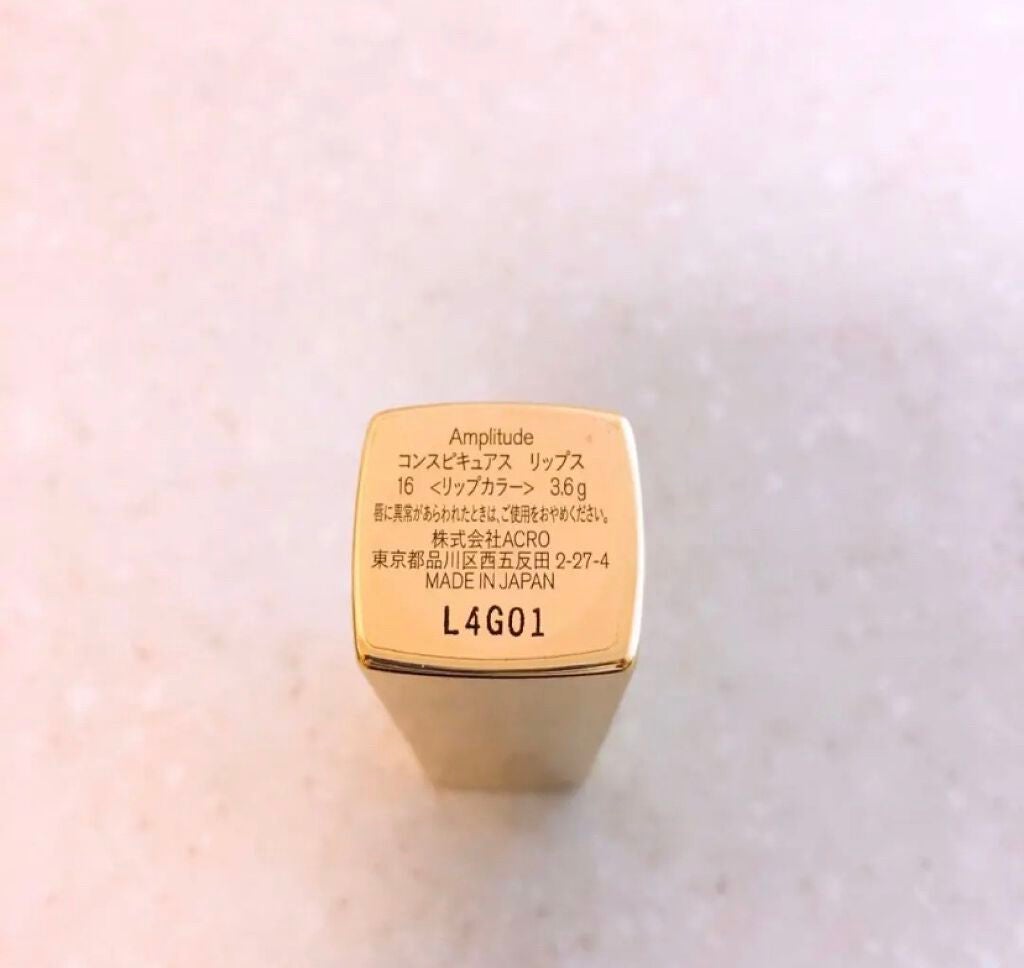 Amplitude
コンスピキュアス リップス
16 <リップカラー> 3.6g
唇に異常があらわれたときは、ご使用をおやめください。
株式会社ACRO
東京都品川区西五反田 2-27-4
MADE IN JAPAN
L4G01